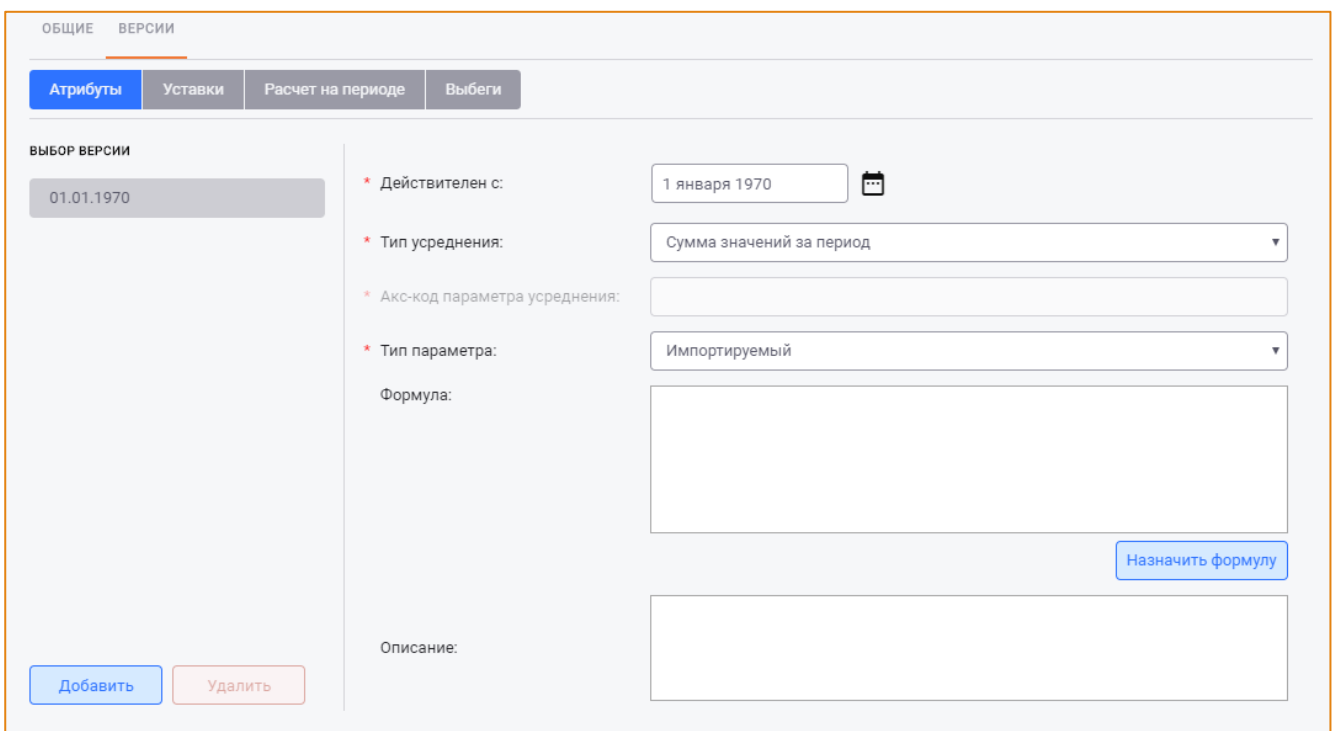 ОБЩИЕ ВЕРСИИ
Атрибуты Уставки Расчет на периоде Выбеги
ВЫБОР ВЕРСИИ
01.01.1970
* Действителен с: 1 января 1970
* Тип усреднения: Сумма значений за период
* Акс-код параметра усреднения:
* Тип параметра: Импортируемый
Формула:
Назначить формулу
Описание:
Добавить Удалить